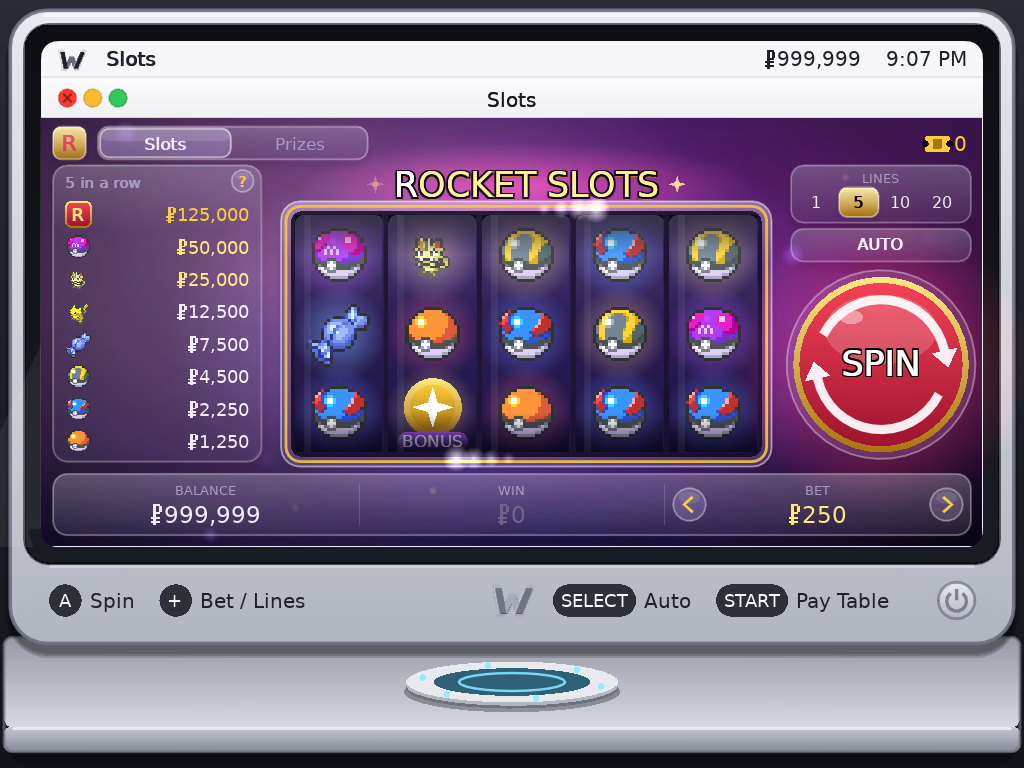 W Slots ₽999,999 9:07 PM
Slots
R Slots Prizes 0
5 in a row ?
R ₽125,000
₽50,000
₽25,000
₽12,500
₽7,500
₽4,500
₽2,250
₽1,250
ROCKET SLOTS
BONUS
LINES
1 5 10 20
AUTO
SPIN
BALANCE WIN BET
₽999,999 ₽0 ₽250
A Spin + Bet / Lines W SELECT Auto START Pay Table